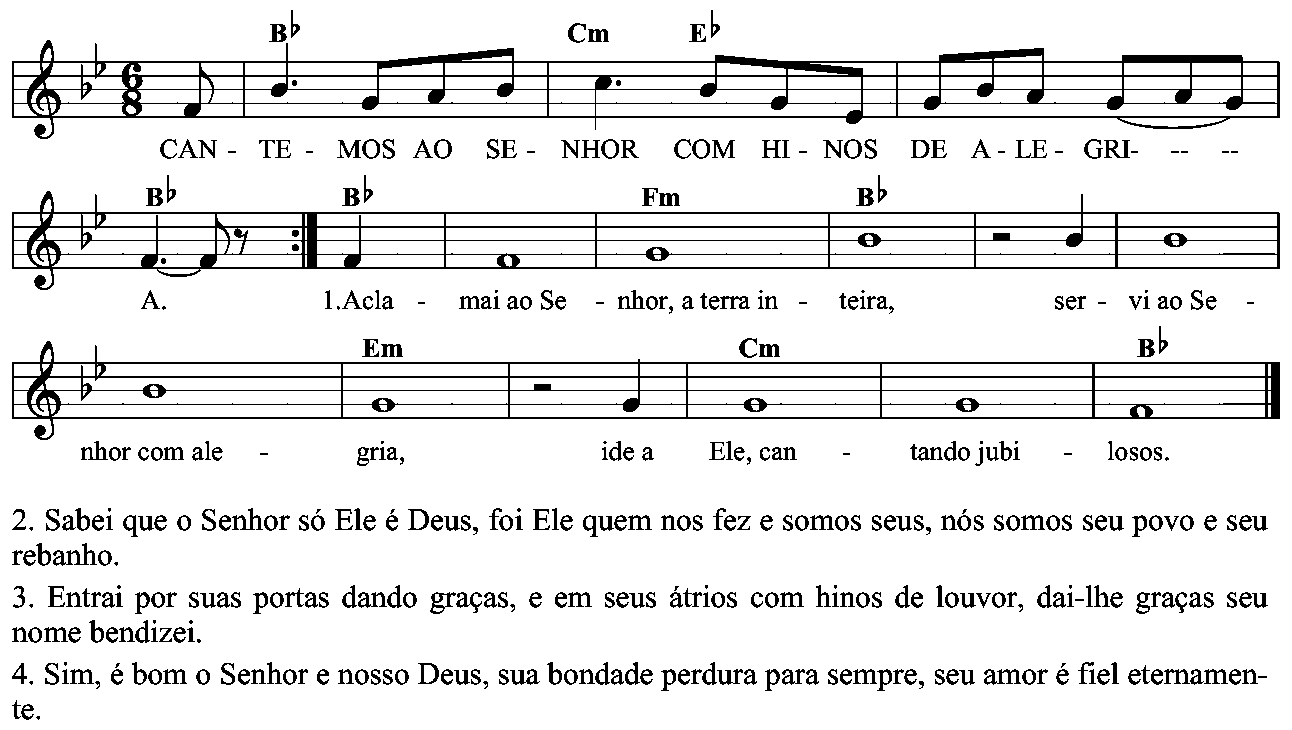 B♭ Cm E♭
6
8
CAN - TE - MOS AO SE - NHOR COM HI - NOS DE A - LE - GRI- -- --
B♭ B♭ Fm B♭
A. 1.Acla - mai ao Se - nhor, a terra in - teira, ser - vi ao Se -
Em Cm B♭
nhor com ale - gria, ide a Ele, can - tando jubi - losos.
2. Sabei que o Senhor só Ele é Deus, foi Ele quem nos fez e somos seus, nós somos seu povo e seu
rebanho.
3. Entrai por suas portas dando graças, e em seus átrios com hinos de louvor, dai-lhe graças seu
nome bendizei.
4. Sim, é bom o Senhor e nosso Deus, sua bondade perdura para sempre, seu amor é fiel eternamen-
te.